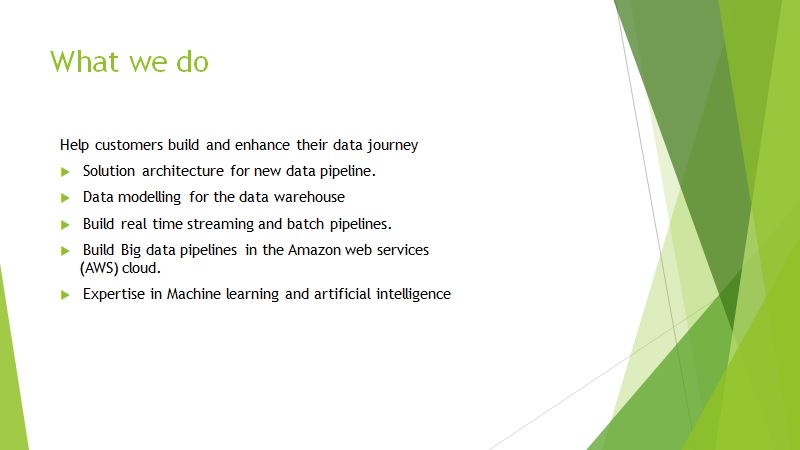 What we do
Help customers build and enhance their data journey
Solution architecture for new data pipeline.
Data modelling for the data warehouse
Build real time streaming and batch pipelines.
Build Big data pipelines in the Amazon web services
(AWS) cloud.
Expertise in Machine learning and artificial intelligence